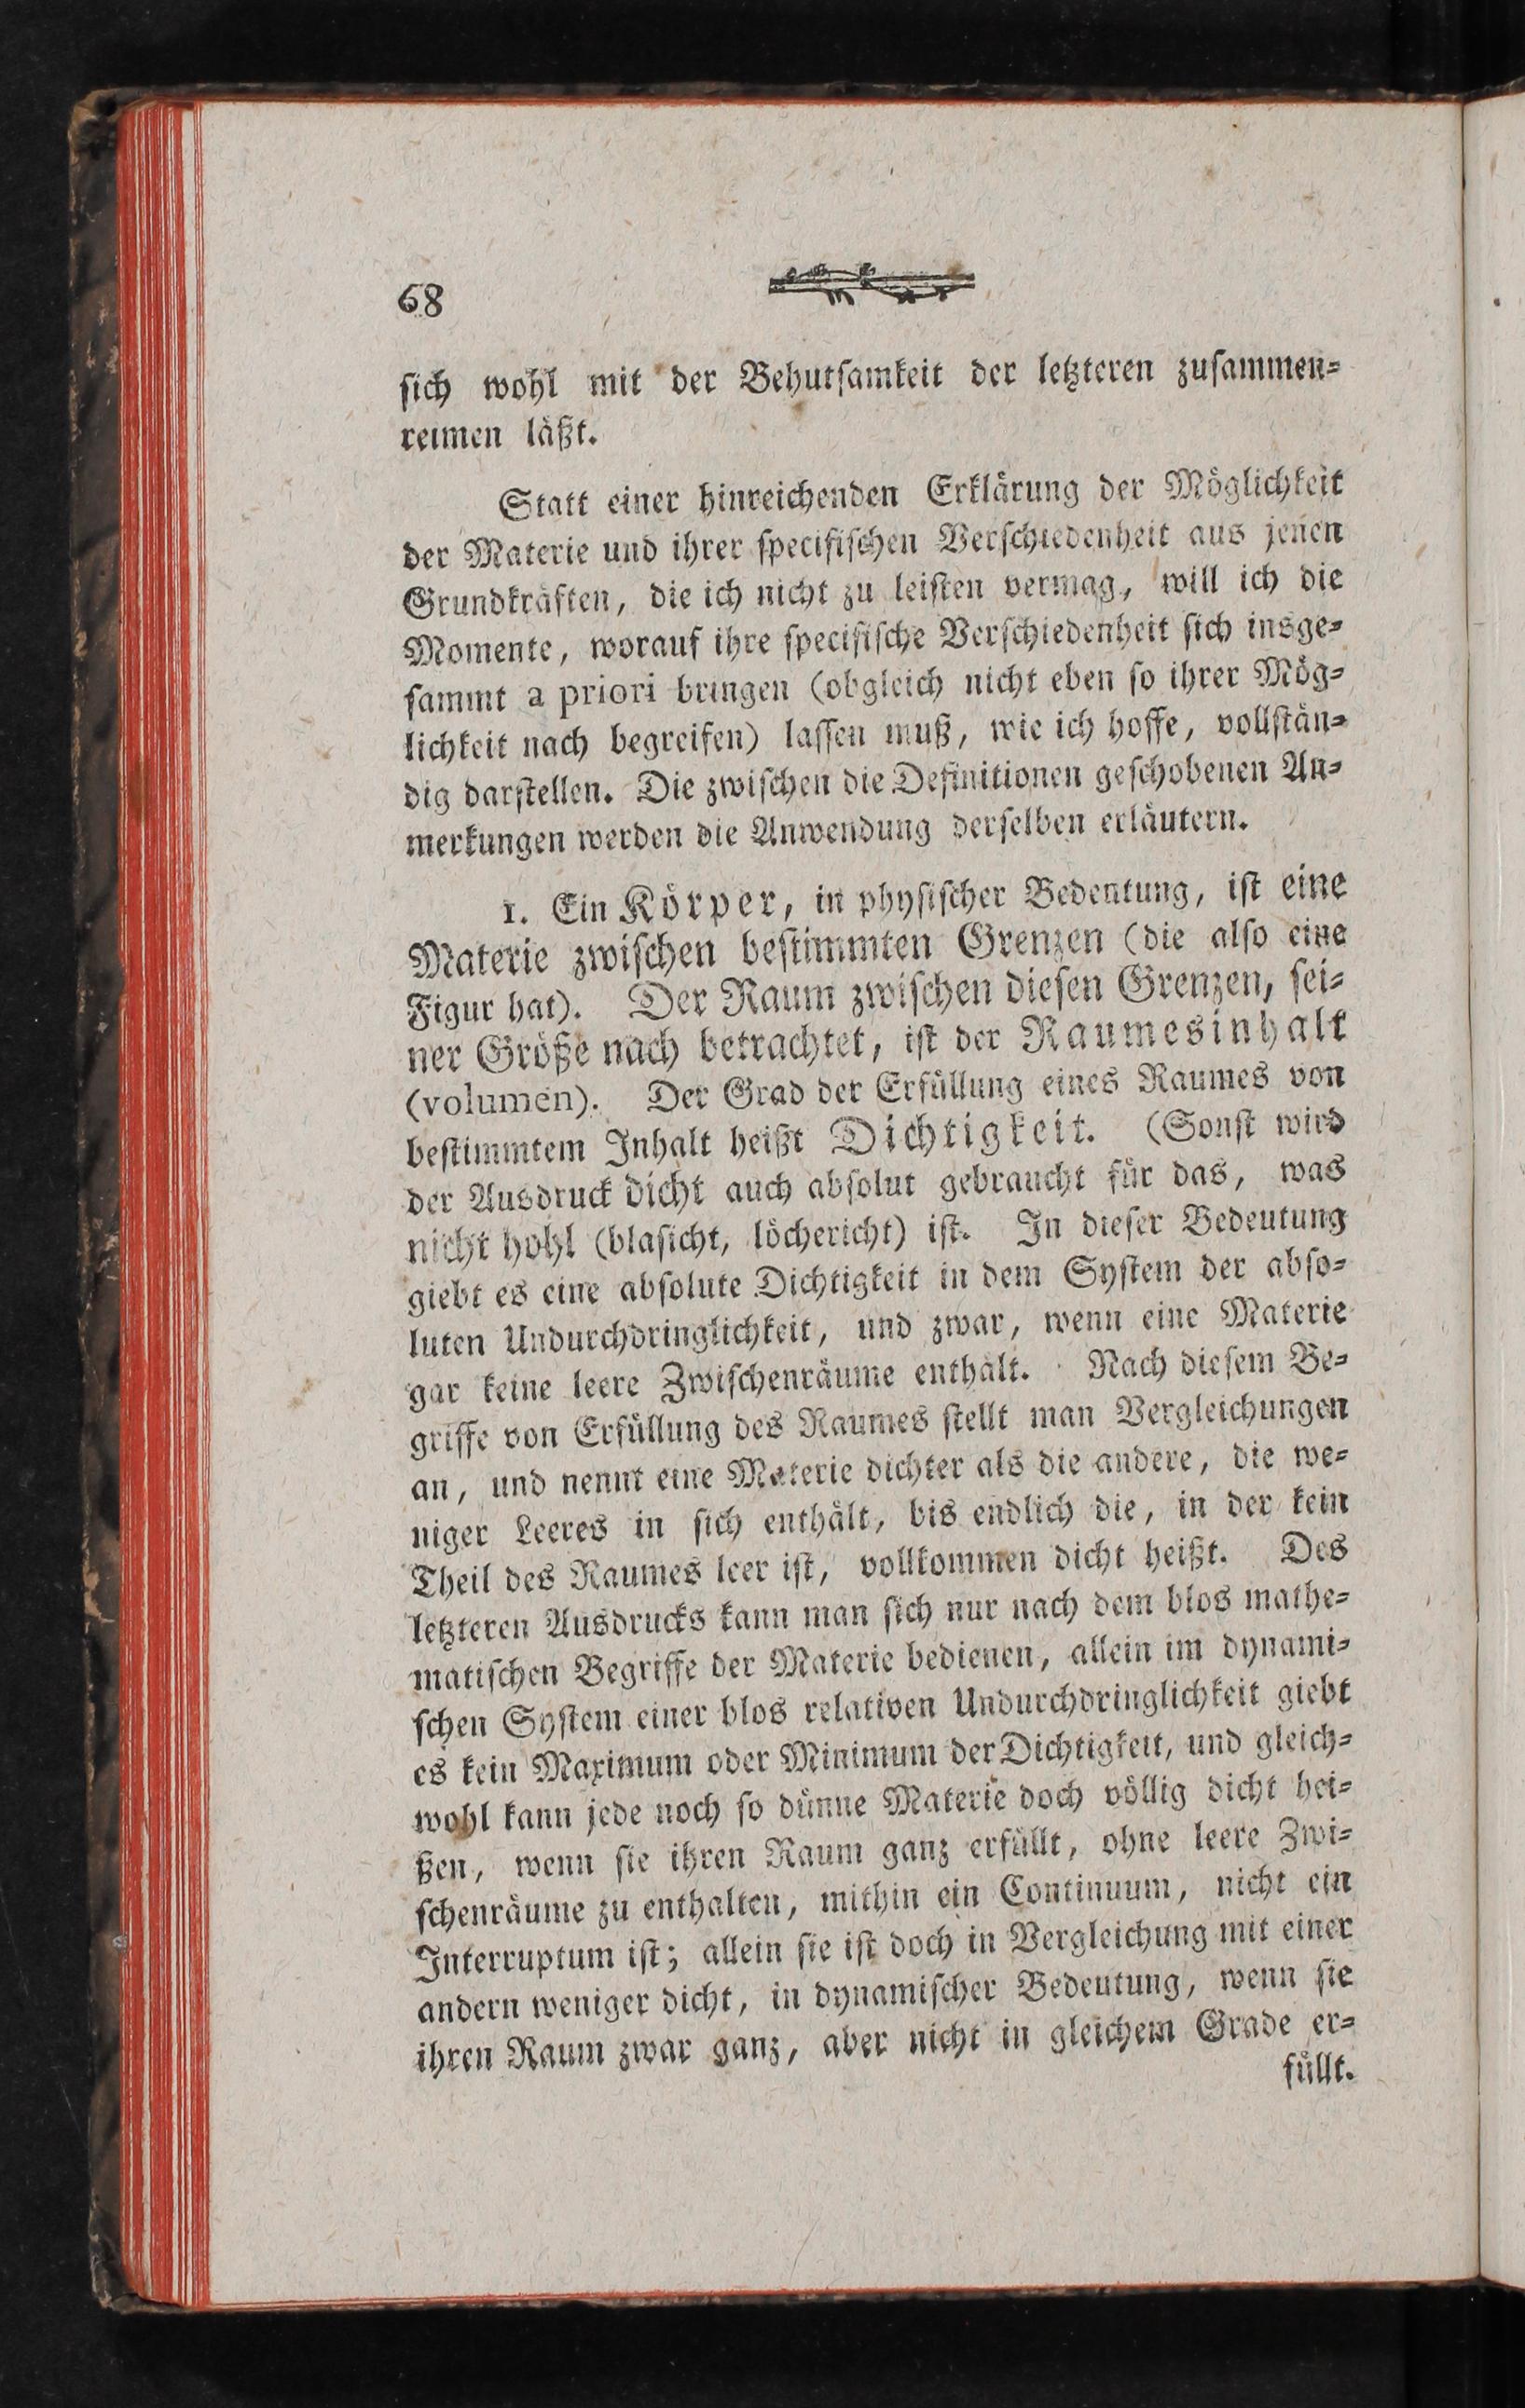 68
sich wohl mit der Behutsamkeit der letzteren zusammen-
reimen läßt.
Statt einer hinreichenden Erklärung der Möglichkeit
der Materie und ihrer specifischen Verschiedenheit aus jenen
Grundkräften, die ich nicht zu leisten vermag, will ich die
Momente, worauf ihre specifische Verschiedenheit sich insge-
sammt a priori bringen (obgleich nicht eben so ihrer Mög-
lichkeit nach begreifen) lassen muß, wie ich hoffe, vollstän-
dig darstellen. Die zwischen die Definitionen geschobenen An-
merkungen werden die Anwendung derselben erläutern.
1. Ein Körper, in physischer Bedeutung, ist eine
Materie zwischen bestimmten Grenzen (die also eine
Figur hat). Der Raum zwischen diesen Grenzen, sei-
ner Größe nach betrachtet, ist der Raumesinhalt
(volumen). Der Grad der Erfüllung eines Raumes von
bestimmtem Inhalt heißt Dichtigkeit. (Sonst wird
der Ausdruck dicht auch absolut gebraucht für das, was
nicht hohl (blasicht, löchericht) ist. In dieser Bedeutung
giebt es eine absolute Dichtigkeit in dem System der abso-
luten Undurchdringlichkeit, und zwar, wenn eine Materie
gar keine leere Zwischenräume enthält. Nach diesem Be-
griffe von Erfüllung des Raumes stellt man Vergleichungen
an, und nennt eine Materie dichter als die andere, die we-
niger Leeres in sich enthält, bis endlich die, in der kein
Theil des Raumes leer ist, vollkommen dicht heißt. Des
letzteren Ausdrucks kann man sich nur nach dem blos mathe-
matischen Begriffe der Materie bedienen, allein im dynami-
schen System einer blos relativen Undurchdringlichkeit giebt
es kein Maximum oder Minimum der Dichtigkeit, und gleich-
wohl kann jede noch so dünne Materie doch völlig dicht hei-
ßen, wenn sie ihren Raum ganz erfüllt, ohne leere Zwi-
schenräume zu enthalten, mithin ein Continuum, nicht ein
Interruptum ist; allein sie ist doch in Vergleichung mit einer
andern weniger dicht, in dynamischer Bedeutung, wenn sie
ihren Raum zwar ganz, aber nicht in gleichem Grade er-
füllt.